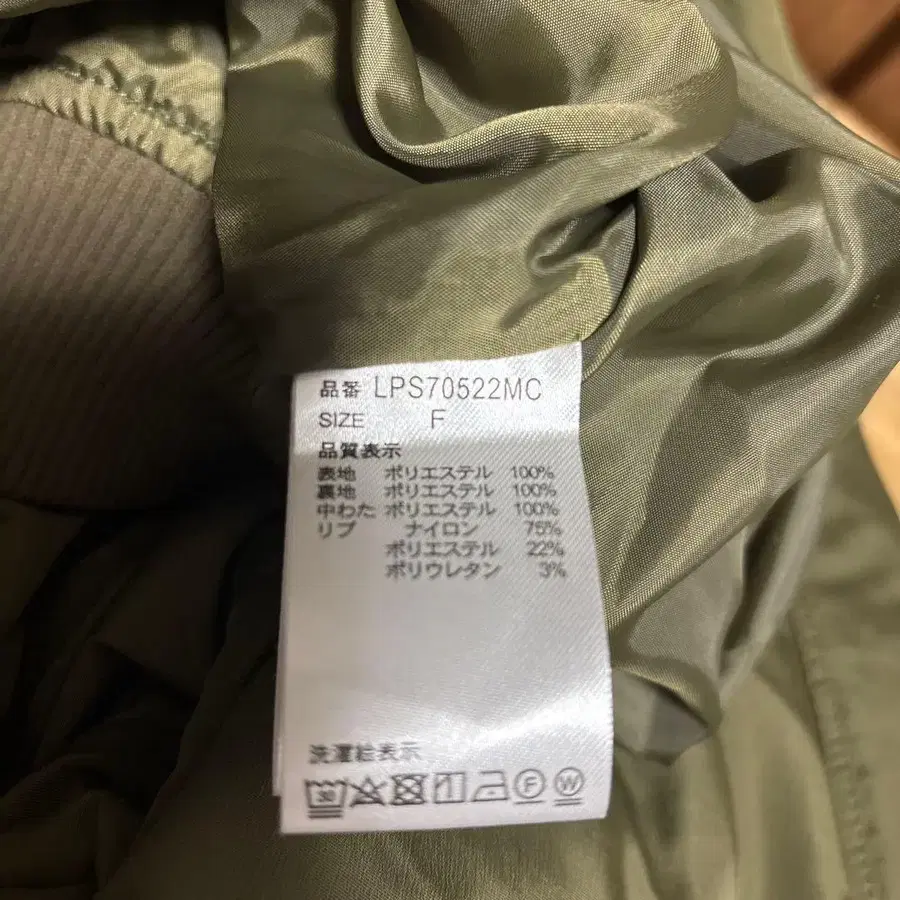 品番 LPS70522MC
SIZE F
品質表示
表地 ポリエステル 100%
裏地 ポリエステル 100%
中わた ポリエステル 100%
リブ ナイロン 75%
ポリエステル 22%
ポリウレタン 3%
洗濯絵表示
30 F W